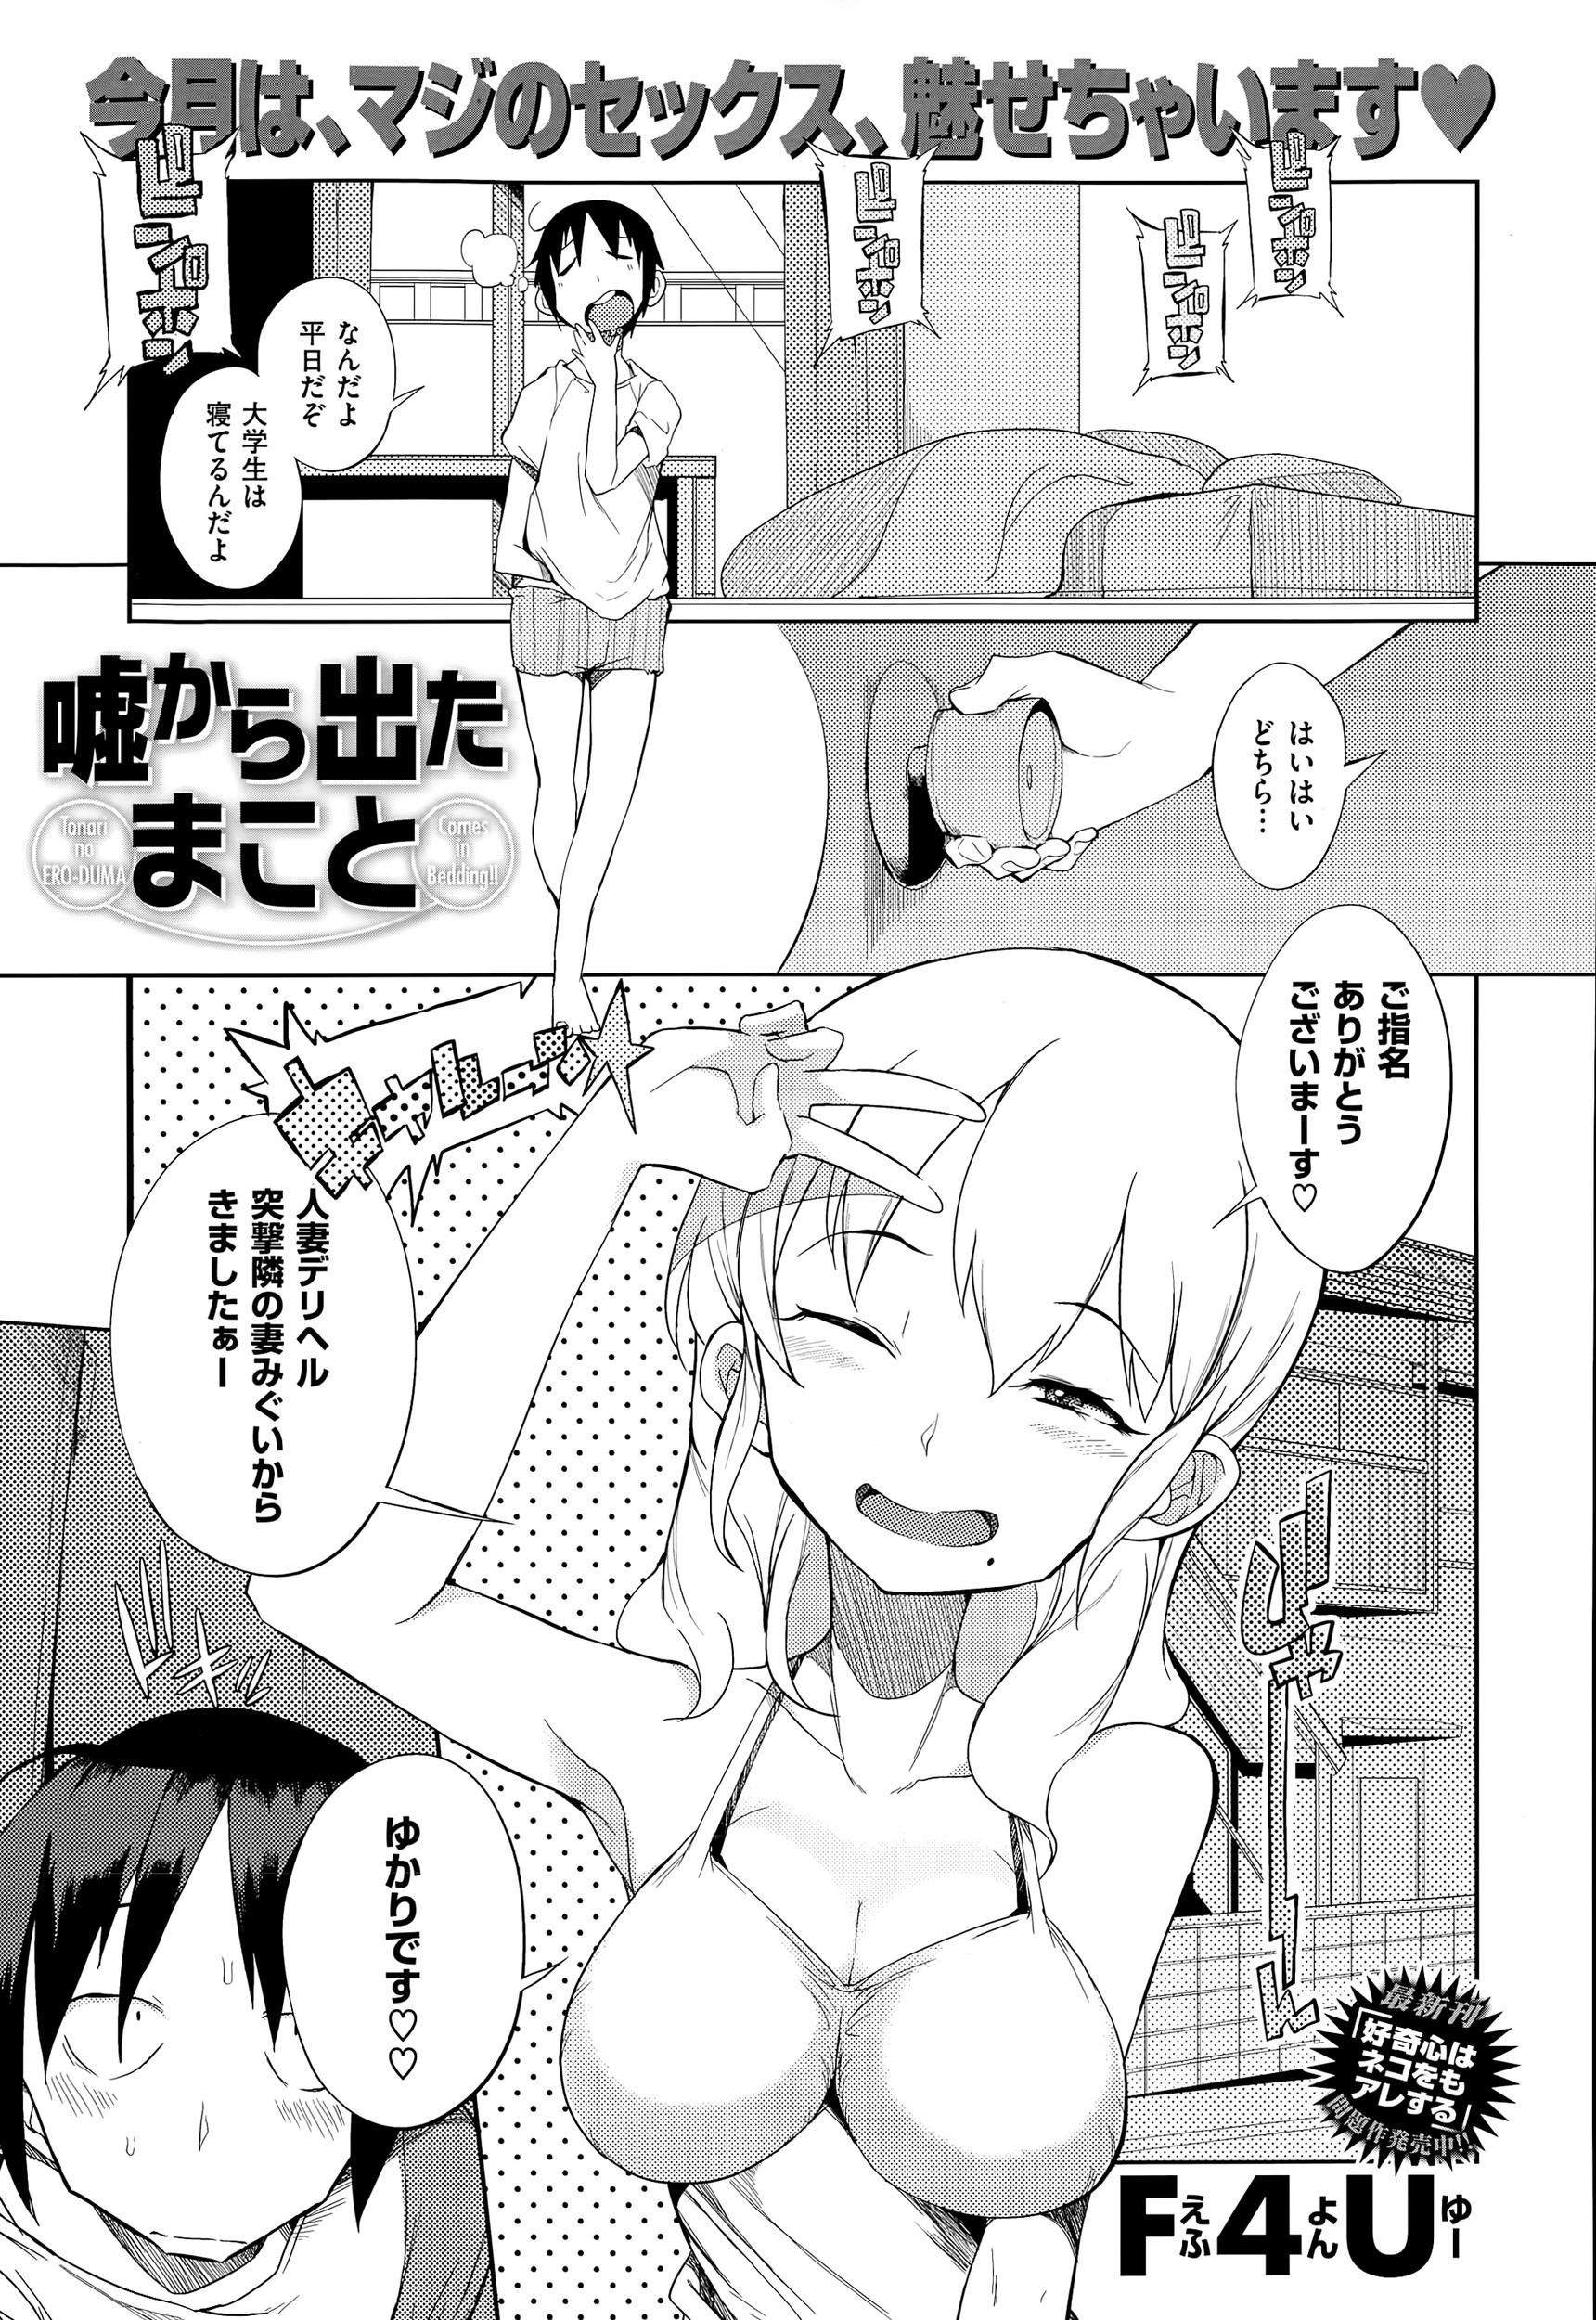 今月は、マジのセックス、魅せちゃいます♥
ピンポーン
ピンポーン
ピンポーン
ピンポーン
なんだよ
平日だぞ
大学生は
寝てるんだよ
はいはい
どちら…
嘘から出た
まこと
Tonari
no
ERO-DUMA
Comes
in
Bedding!!
ご指名
ありがとう
ございまーす♡
人妻デリヘル
突撃隣の妻みぐいから
きましたぁー
ドキ
ゆかりです♡♡
最新刊
「好奇心は
ネコをも
アレする」
問題作発売中!!
F4U
えふ よん ゆー